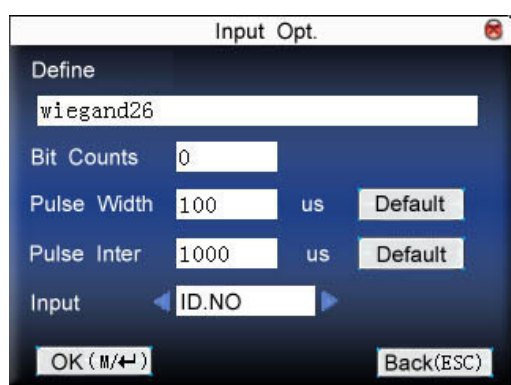 Input Opt.
Define
wiegand26
Bit Counts 0
Pulse Width 100 us Default
Pulse Inter 1000 us Default
Input ID.NO
OK(M/↵) Back(ESC)